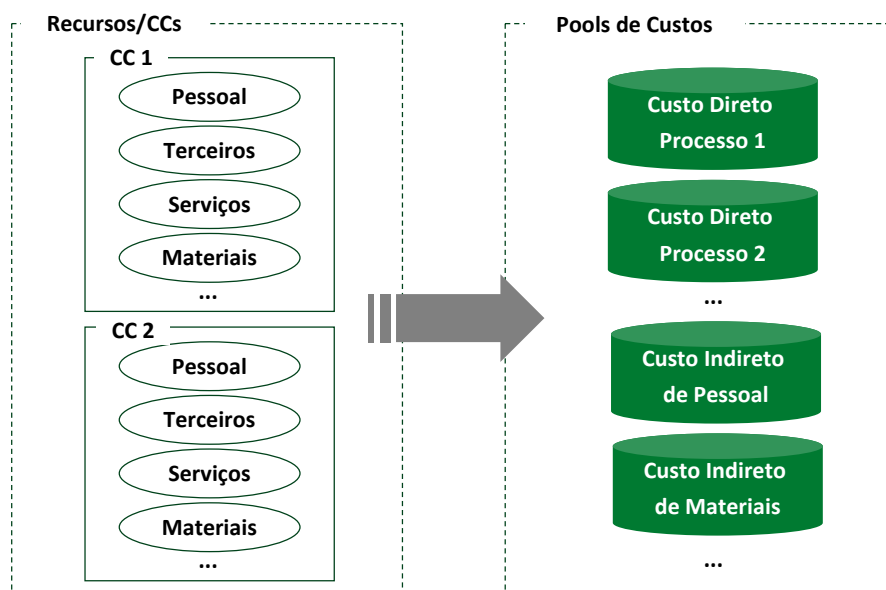 Recursos/CCs
CC 1
Pessoal
Terceiros
Serviços
Materiais
...
CC 2
Pessoal
Terceiros
Serviços
Materiais
...
Pools de Custos
Custo Direto
Processo 1
Custo Direto
Processo 2
...
Custo Indireto
de Pessoal
Custo Indireto
de Materiais
...